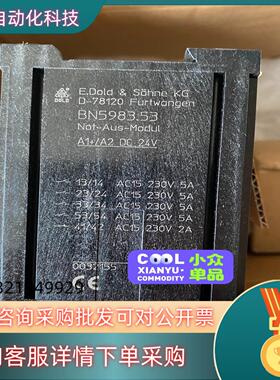 自动化科技
DOLD
E.Dold & Söhne KG
D-78120 Furtwangen
BN5983.53
Not-Aus-Modul
A1+/A2 DC 24V
13/14 AC15 230V 5A
23/24 AC15 230V 5A
33/34 AC15 230V 5A
53/54 AC15 230V 5A
41/42 AC15 230V 2A
COOL 小众
XIANYU 单品
COMMODITY
咨询采购批发可对公开票
客服详情下单采购